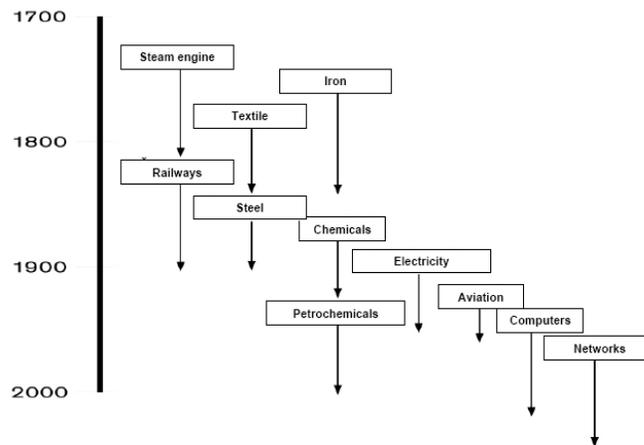 1700
Steam engine
Iron
Textile
1800
Railways
Steel
Chemicals
Electricity
1900
Aviation
Petrochemicals
Computers
Networks
2000